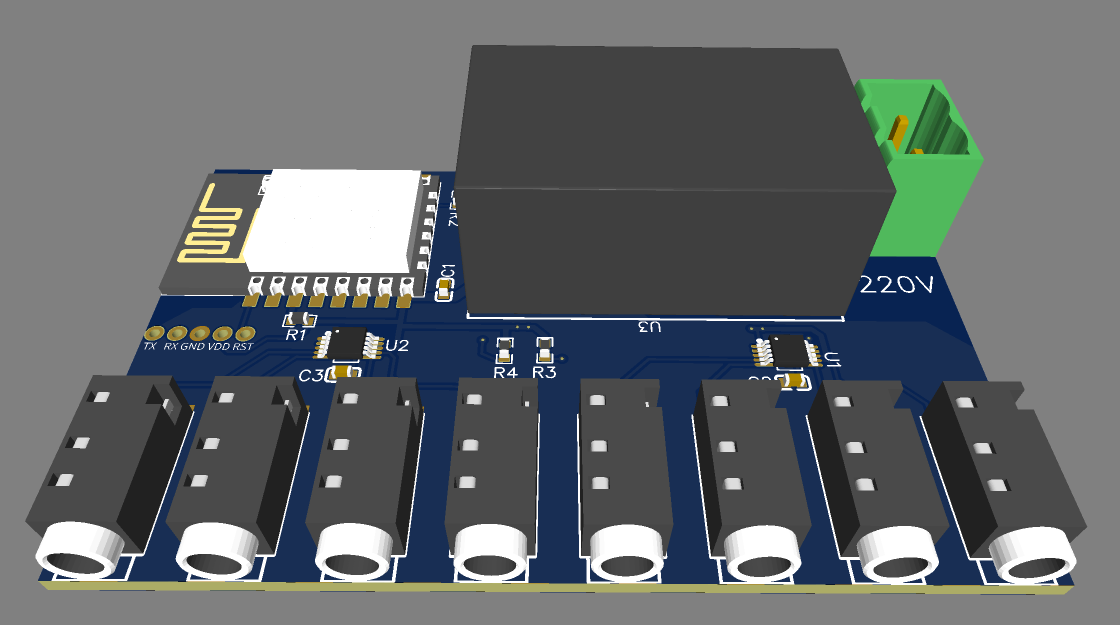 C1
220V
U3
R1
TX RX GND VDD RST
U2
U1
C3
R4 R3